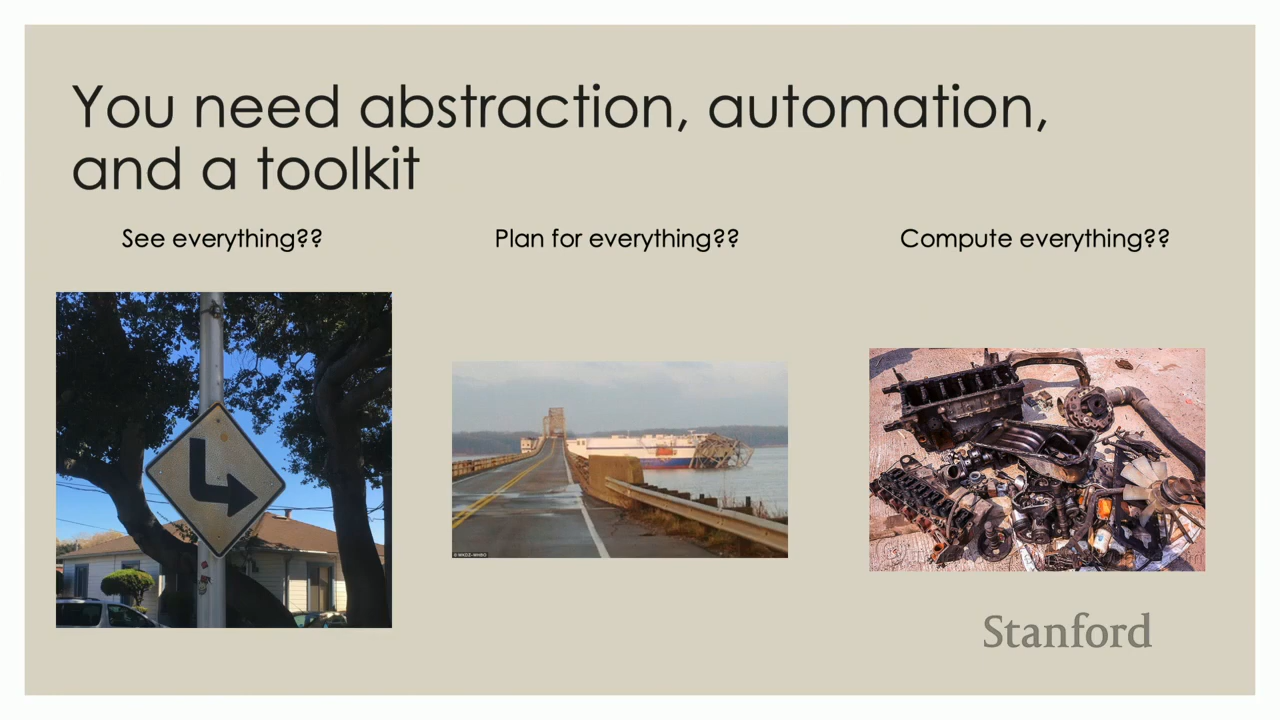 You need abstraction, automation,
and a toolkit
See everything??
Plan for everything??
Compute everything??
Stanford